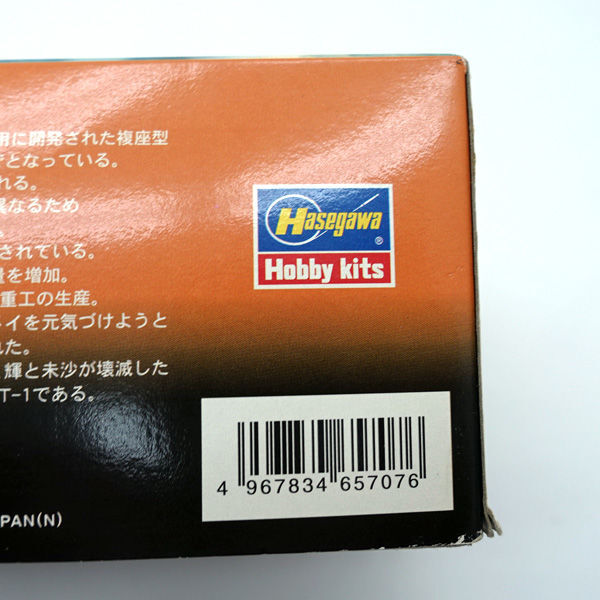 用に開発された複座型
となっている。
れる。
異なるため
。
されている。
量を増加。
重工の生産。
イを元気づけようと
れた。
輝と未沙が壊滅した
T-1である。
Hasegawa®
Hobby kits
4 967834 657076
PAN(N)